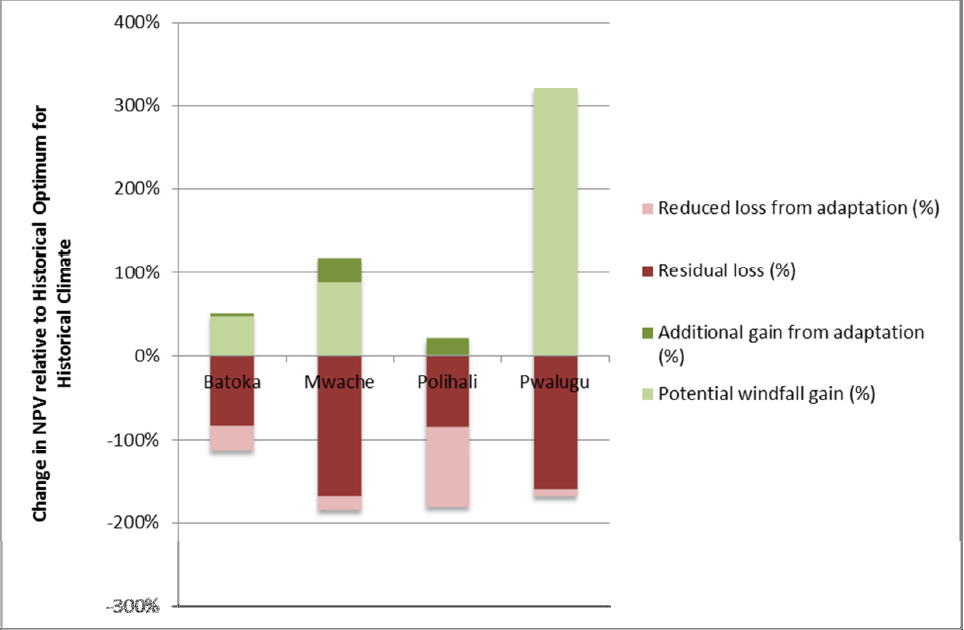 Change in NPV relative to Historical Optimum for
Historical Climate
400%
300%
200%
100%
0%
-100%
-200%
-300%
Batoka Mwache Polihali Pwalugu
Reduced loss from adaptation (%)
Residual loss (%)
Additional gain from adaptation
(%)
Potential windfall gain (%)